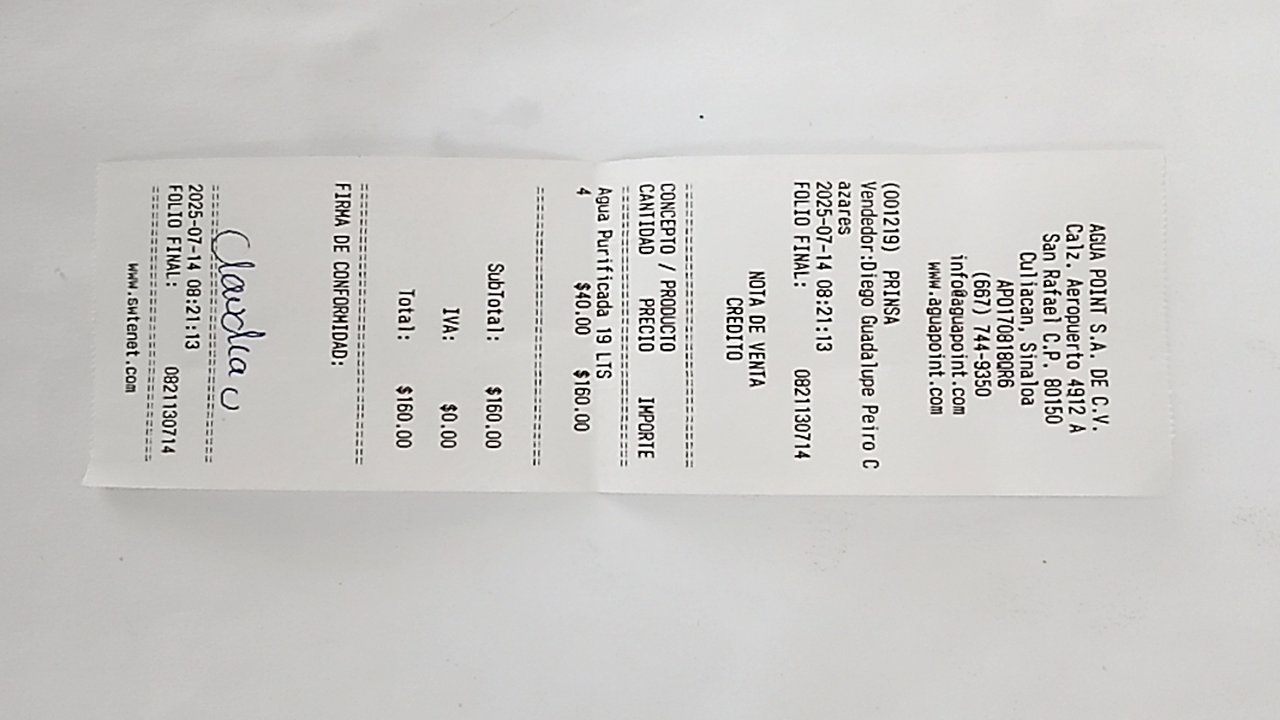 AGUA POINT S.A. DE C.V.
Calz. Aeropuerto 4912 A
San Rafael C.P. 80150
Culiacan, Sinaloa
APO1708180R6
(667) 744-9350
info@aguapoint.com
www.aguapoint.com
(001219) PRINSA
Vendedor:Diego Guadalupe Peiro C
azares
2025-07-14 08:21:13
FOLIO FINAL: 0821130714
NOTA DE VENTA
CREDITO
================================
CONCEPTO / PRODUCTO
CANTIDAD PRECIO IMPORTE
================================
Agua Purificada 19 LTS
4 $40.00 $160.00
================================
SubTotal: $160.00
IVA: $0.00
Total: $160.00
================================
FIRMA DE CONFORMIDAD:
Claudia
================================
2025-07-14 08:21:13
FOLIO FINAL: 0821130714
================================
www.swtenet.com